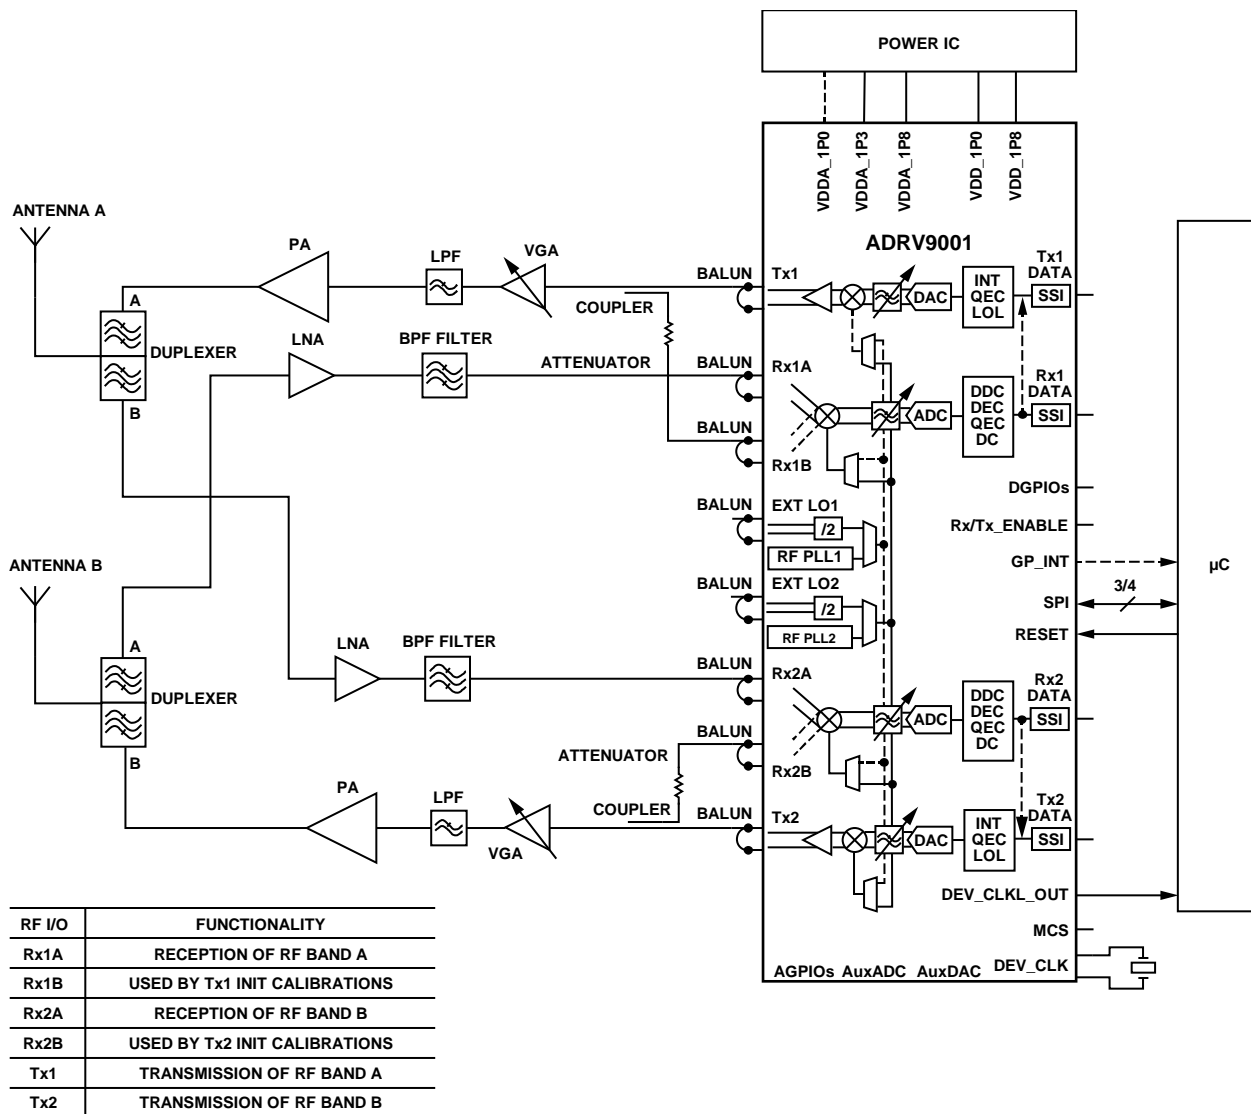 POWER IC
VDDA_1P0
VDDA_1P3
VDDA_1P8
VDD_1P0
VDD_1P8
ADRV9001
ANTENNA A
PA
LPF
VGA
BALUN
Tx1
Tx1
DATA
INT
QEC
LOL
DAC
SSI
COUPLER
A
DUPLEXER
B
LNA
BPF FILTER
ATTENUATOR
BALUN
Rx1A
Rx1
DATA
DDC
DEC
QEC
DC
ADC
SSI
BALUN
Rx1B
DGPIOs
BALUN
EXT LO1
/2
RF PLL1
Rx/Tx_ENABLE
GP_INT
µC
ANTENNA B
BALUN
EXT LO2
/2
RF PLL2
SPI
3/4
RESET
A
DUPLEXER
B
LNA
BPF FILTER
BALUN
Rx2A
Rx2
DATA
DDC
DEC
QEC
DC
ADC
SSI
BALUN
Rx2B
ATTENUATOR
COUPLER
PA
LPF
VGA
BALUN
Tx2
Tx2
DATA
INT
QEC
LOL
DAC
SSI
DEV_CLKL_OUT
MCS
DEV_CLK
AGPIOs AuxADC AuxDAC
RF I/O FUNCTIONALITY
Rx1A RECEPTION OF RF BAND A
Rx1B USED BY Tx1 INIT CALIBRATIONS
Rx2A RECEPTION OF RF BAND B
Rx2B USED BY Tx2 INIT CALIBRATIONS
Tx1 TRANSMISSION OF RF BAND A
Tx2 TRANSMISSION OF RF BAND B